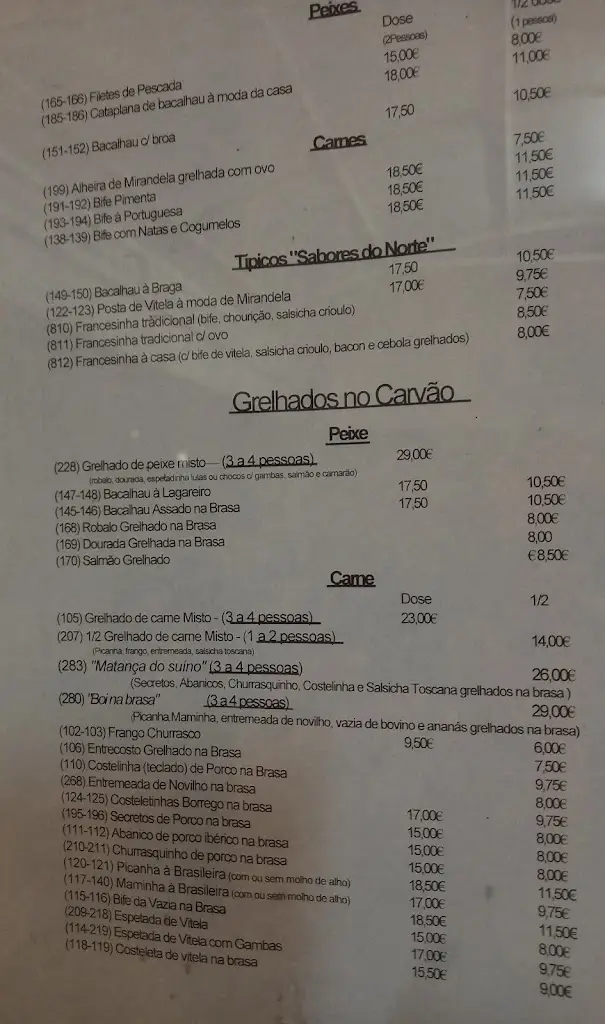 Peixes
Dose 1/2 dose
(2Pessoas) (1 pessoa)
(165-166) Filetes de Pescada 15,00€ 8,00€
(185-186) Cataplana de bacalhau à moda da casa 18,00€ 11,00€
(151-152) Bacalhau c/ broa 17,50 10,50€
Carnes
(199) Alheira de Mirandela grelhada com ovo 7,50€
(191-192) Bife Pimenta 18,50€ 11,50€
(193-194) Bife à Portuguesa 18,50€ 11,50€
(138-139) Bife com Natas e Cogumelos 18,50€ 11,50€
Típicos "Sabores do Norte"
(149-150) Bacalhau à Braga 17,50 10,50€
(122-123) Posta de Vitela à moda de Mirandela 17,00€ 9,75€
(810) Francesinha tradicional (bife, chourição, salsicha crioulo) 7,50€
(811) Francesinha tradicional c/ ovo 8,50€
(812) Francesinha à casa (c/ bife de vitela, salsicha crioulo, bacon e cebola grelhados) 8,00€
Grelhados no Carvão
Peixe
(228) Grelhado de peixe misto (3 a 4 pessoas) 29,00€
(robalo, dourada, espetadinha lulas ou chocos c/ gambas, salmão e camarão)
(147-148) Bacalhau à Lagareiro 17,50 10,50€
(145-146) Bacalhau Assado na Brasa 17,50 10,50€
(168) Robalo Grelhado na Brasa 8,00€
(169) Dourada Grelhada na Brasa 8,00
(170) Salmão Grelhado €8,50€
Carne
Dose 1/2
(105) Grelhado de carne Misto - (3 a 4 pessoas) 23,00€
(207) 1/2 Grelhado de carne Misto - (1 a 2 pessoas) 14,00€
(Picanha, frango, entremeada, salsicha toscana)
(283) "Matança do suíno" (3 a 4 pessoas) 26,00€
(Secretos, Abanicos, Churrasquinho, Costelinha e Salsicha Toscana grelhados na brasa )
(280) "Boi na brasa" (3 a 4 pessoas) 29,00€
(Picanha, Maminha, entremeada de novilho, vazia de bovino e ananás grelhados na brasa)
(102-103) Frango Churrasco 9,50€ 6,00€
(106) Entrecosto Grelhado na Brasa 7,50€
(110) Costelinha (teclado) de Porco na Brasa 9,75€
(268) Entremeada de Novilho na brasa 8,00€
(124-125) Costeletinhas Borrego na brasa 17,00€ 9,75€
(195-196) Secretos de Porco na Brasa 15,00€ 8,00€
(111-112) Abanico de porco ibérico na brasa 15,00€ 8,00€
(210-211) Churrasquinho de porco na brasa 15,00€ 8,00€
(120-121) Picanha à Brasileira (com ou sem molho de alho) 18,50€ 11,50€
(117-140) Maminha à Brasileira (com ou sem molho de alho) 17,00€ 9,75€
(115-116) Bife da Vazia na Brasa 18,50€ 11,50€
(209-218) Espetada de Vitela 15,00€ 8,00€
(114-219) Espetada de Vitela com Gambas 17,00€ 9,75€
(118-119) Costeleta de vitela na brasa 15,50€ 9,00€